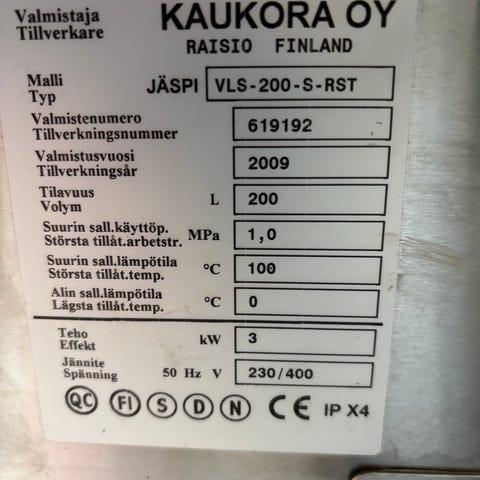 Valmistaja KAUKORA OY
Tillverkare RAISIO FINLAND
Malli
Typ JÄSPI VLS-200-S-RST
Valmistenumero
Tillverkningsnummer 619192
Valmistusvuosi
Tillverkningsår 2009
Tilavuus
Volym L 200
Suurin sall.käyttöp.
Största tillåt.arbetstr. MPa 1,0
Suurin sall.lämpötila
Största tillåt.temp. °C 100
Alin sall.lämpötila
Lägsta tillåt.temp. °C 0
Teho
Effekt kW 3
Jännite
Spänning 50 Hz V 230/400
QC FI S D N CE IP X4